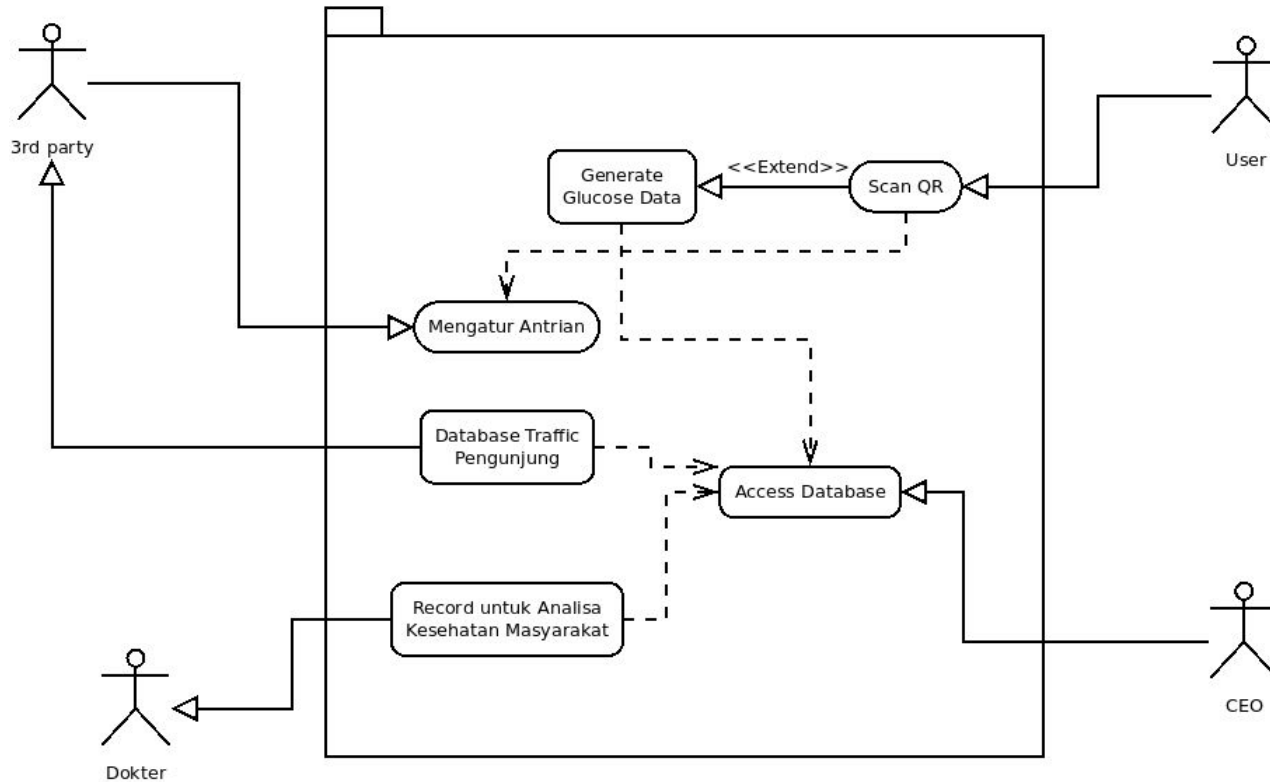 3rd party
User
Generate
Glucose Data
<<Extend>>
Scan QR
Mengatur Antrian
Database Traffic
Pengunjung
Access Database
Record untuk Analisa
Kesehatan Masyarakat
CEO
Dokter